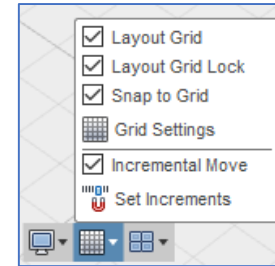 Layout Grid
Layout Grid Lock
Snap to Grid
Grid Settings
Incremental Move
Set Increments